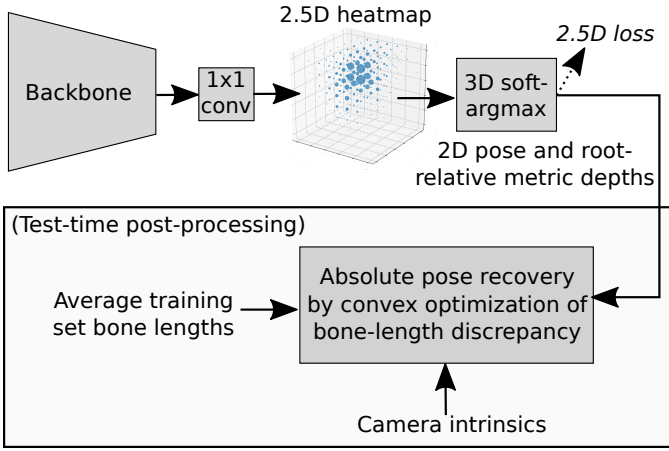 2.5D heatmap
2.5D loss
Backbone
1x1
conv
3D soft-
argmax
2D pose and root-
relative metric depths
(Test-time post-processing)
Average training
set bone lengths
Absolute pose recovery
by convex optimization of
bone-length discrepancy
Camera intrinsics